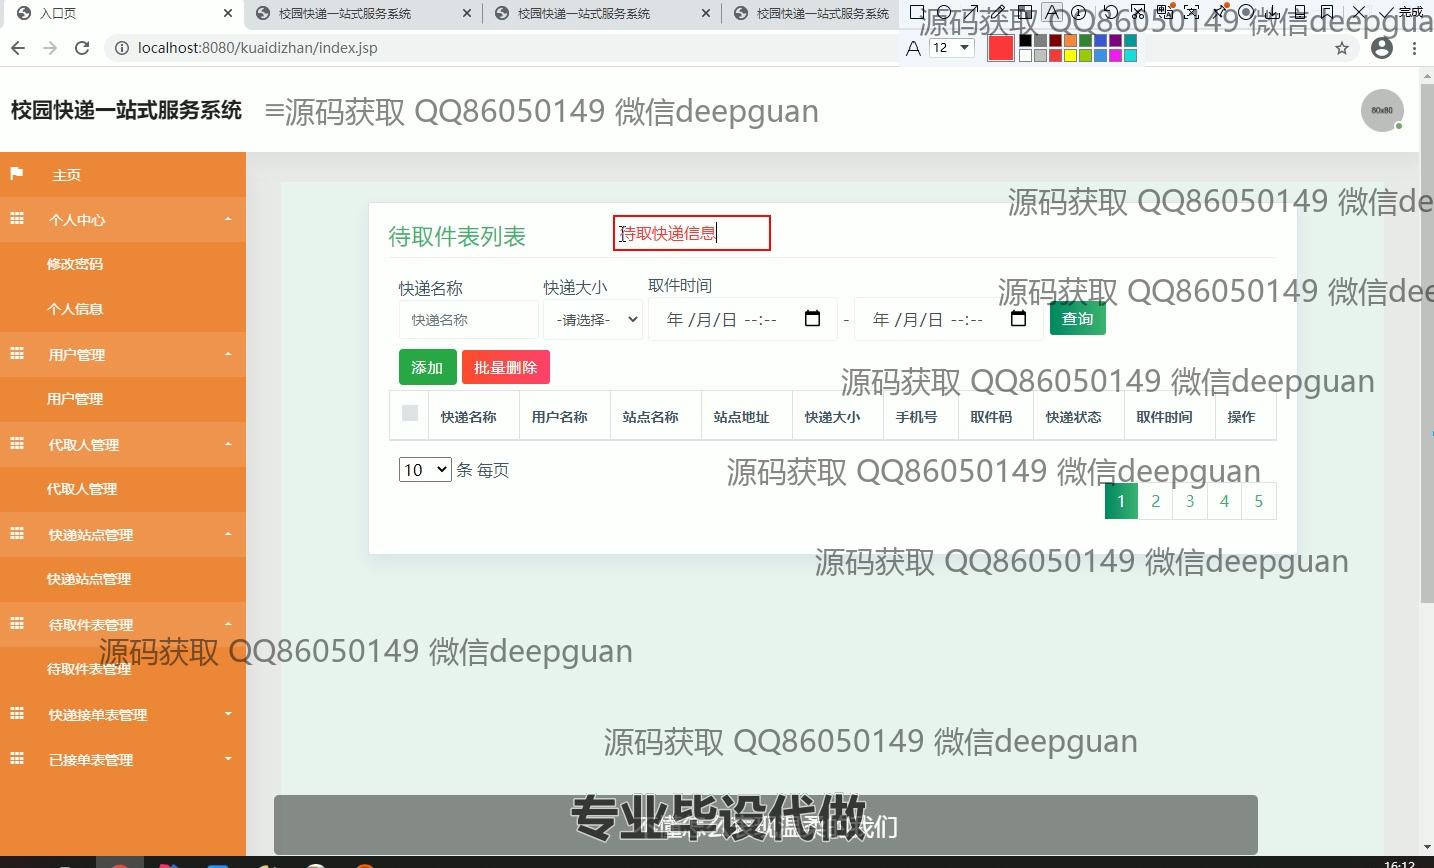 入口页
校园快递一站式服务系统
校园快递一站式服务系统
校园快递一站式服务系统
完成
源码获取 QQ86050149 微信deepgua
localhost:8080/kuaidizhan/index.jsp
A 12
校园快递一站式服务系统
源码获取 QQ86050149 微信deepguan
60x60
主页
个人中心
修改密码
个人信息
用户管理
用户管理
代取人管理
代取人管理
快递站点管理
快递站点管理
待取件表管理
待取件表管理
快递接单表管理
已接单表管理
源码获取 QQ86050149 微信dee
待取件表列表
待取快递信息
快递名称 快递大小 取件时间
源码获取 QQ86050149 微信dee
快递名称 -请选择- 年 /月/日 --:-- - 年 /月/日 --:-- 查询
添加 批量删除
源码获取 QQ86050149 微信deepguan
快递名称 用户名称 站点名称 站点地址 快递大小 手机号 取件码 快递状态 取件时间 操作
10 条 每页
源码获取 QQ86050149 微信deepguan
1 2 3 4 5
源码获取 QQ86050149 微信deepguan
源码获取 QQ86050149 微信deepguan
源码获取 QQ86050149 微信deepguan
专业毕设代做
我们
16:12